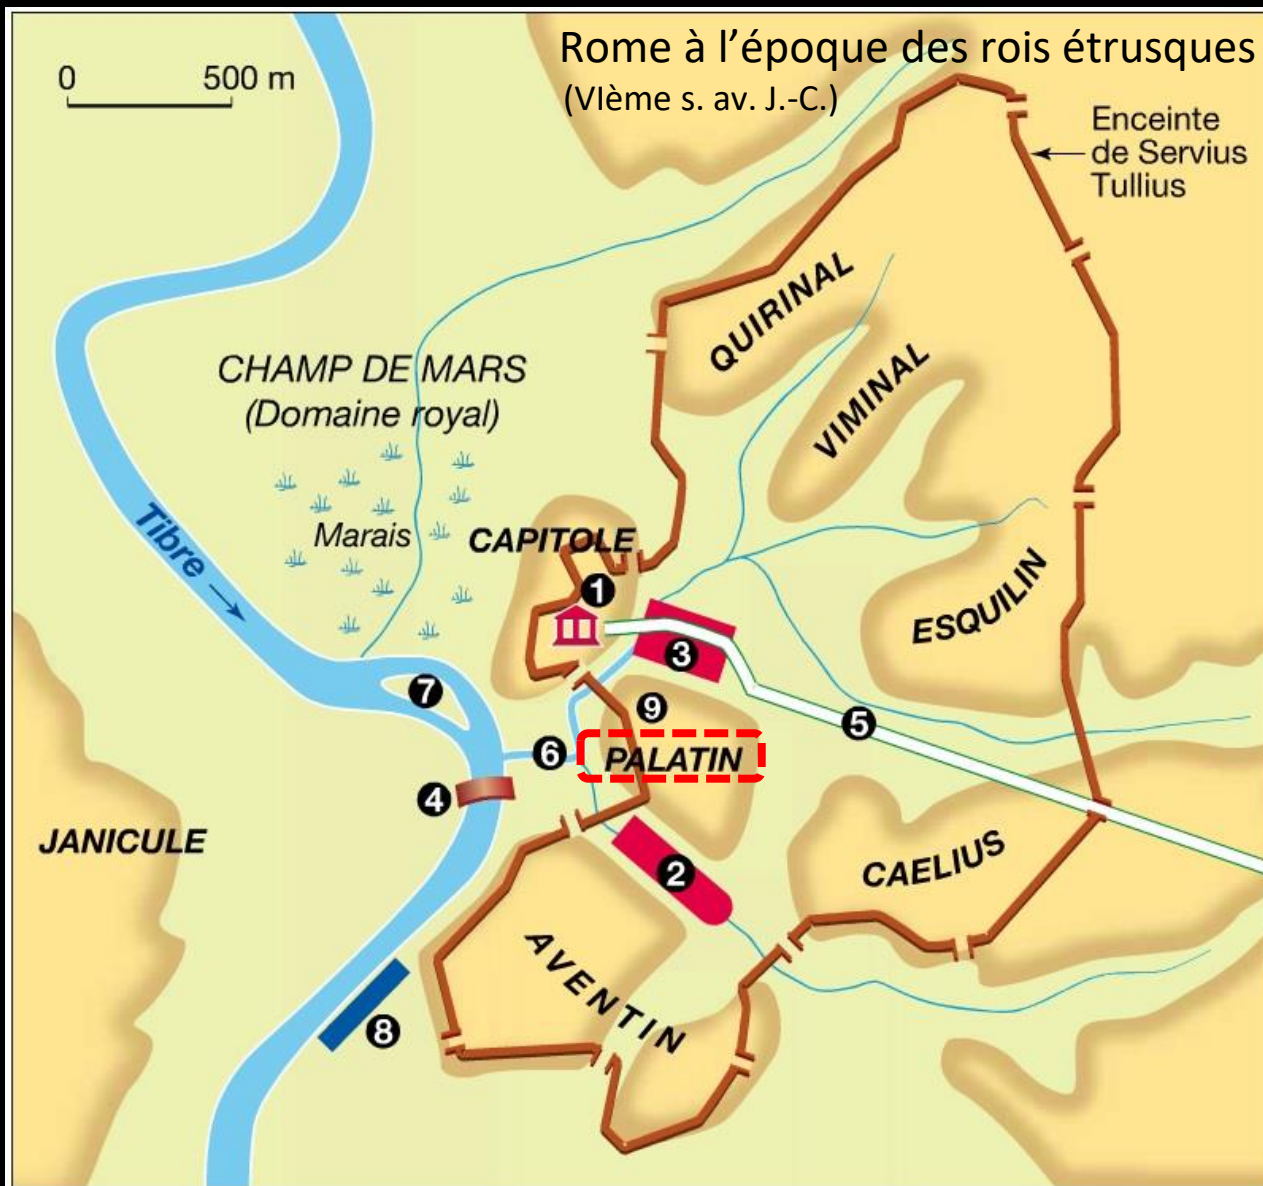 Rome à l’époque des rois étrusques
(VIème s. av. J.-C.)
0 500 m
Enceinte
de Servius
Tullius
QUIRINAL
VIMINAL
CHAMP DE MARS
(Domaine royal)
Marais
Tibre
CAPITOLE
1
ESQUILIN
3
7
9
5
6
PALATIN
4
JANICULE
2
CAELIUS
AVENTIN
8